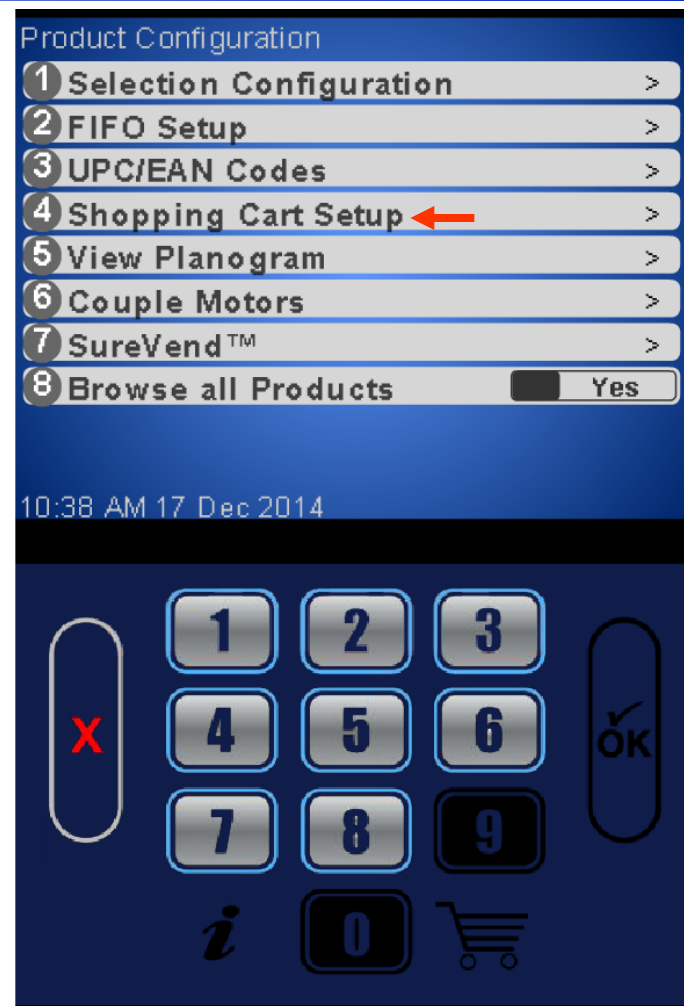 Product Configuration
1 Selection Configuration >
2 FIFO Setup >
3 UPC/EAN Codes >
4 Shopping Cart Setup >
5 View Planogram >
6 Couple Motors >
7 SureVend™ >
8 Browse all Products Yes
10:38 AM 17 Dec 2014
1 2 3
X 4 5 6 OK
7 8 9
i 0